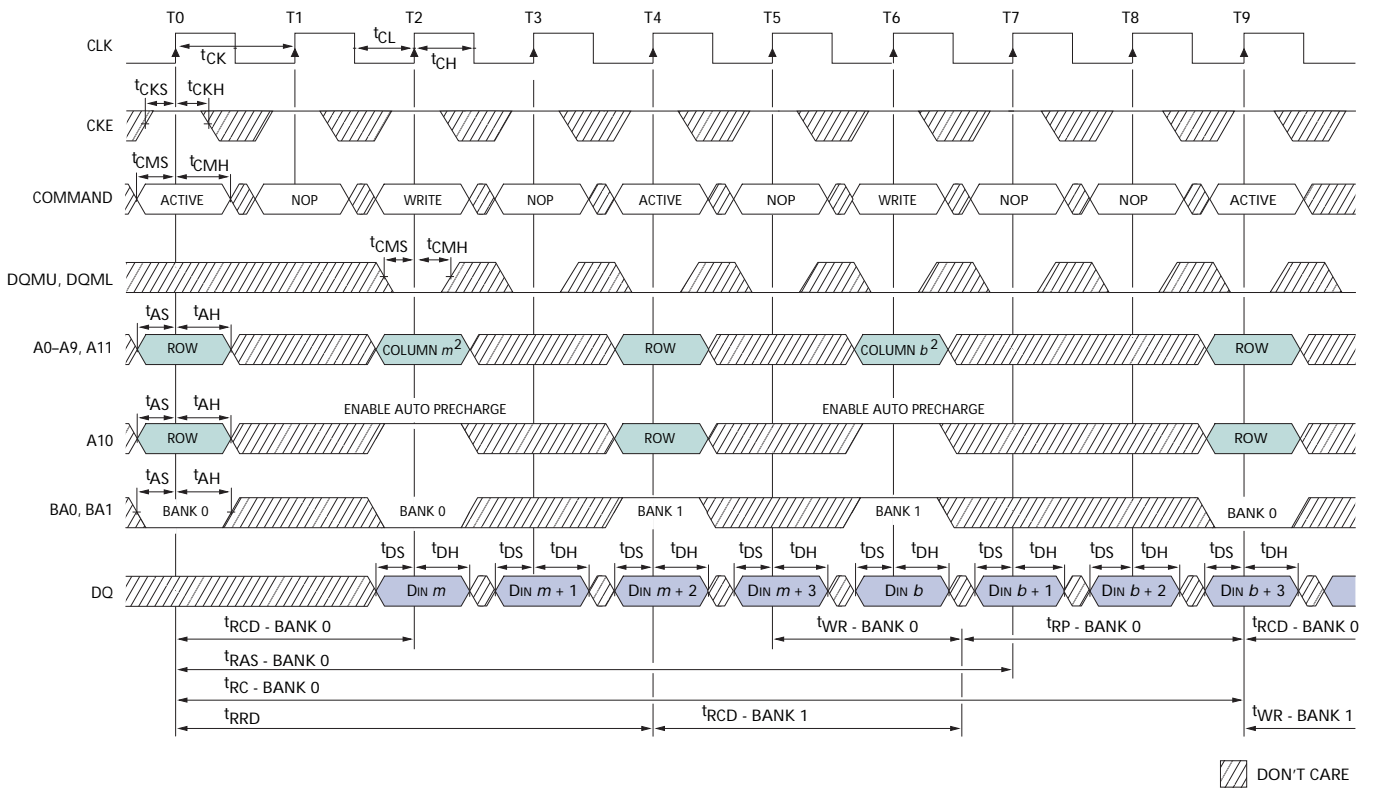 T0 T1 T2 T3 T4 T5 T6 T7 T8 T9
CLK
tCK tCL tCH
tCKS tCKH
CKE
tCMS tCMH
COMMAND ACTIVE NOP WRITE NOP ACTIVE NOP WRITE NOP NOP ACTIVE
tCMS tCMH
DQMU, DQML
tAS tAH
A0–A9, A11 ROW COLUMN m2 ROW COLUMN b2 ROW
tAS tAH
ENABLE AUTO PRECHARGE ENABLE AUTO PRECHARGE
A10 ROW ROW ROW
tAS tAH
BA0, BA1 BANK 0 BANK 0 BANK 1 BANK 1 BANK 0
tDS tDH tDS tDH tDS tDH tDS tDH tDS tDH tDS tDH tDS tDH tDS tDH
DQ DIN m DIN m + 1 DIN m + 2 DIN m + 3 DIN b DIN b + 1 DIN b + 2 DIN b + 3
tRCD - BANK 0 tWR - BANK 0 tRP - BANK 0 tRCD - BANK 0
tRAS - BANK 0
tRC - BANK 0
tRRD tRCD - BANK 1 tWR - BANK 1
DON'T CARE